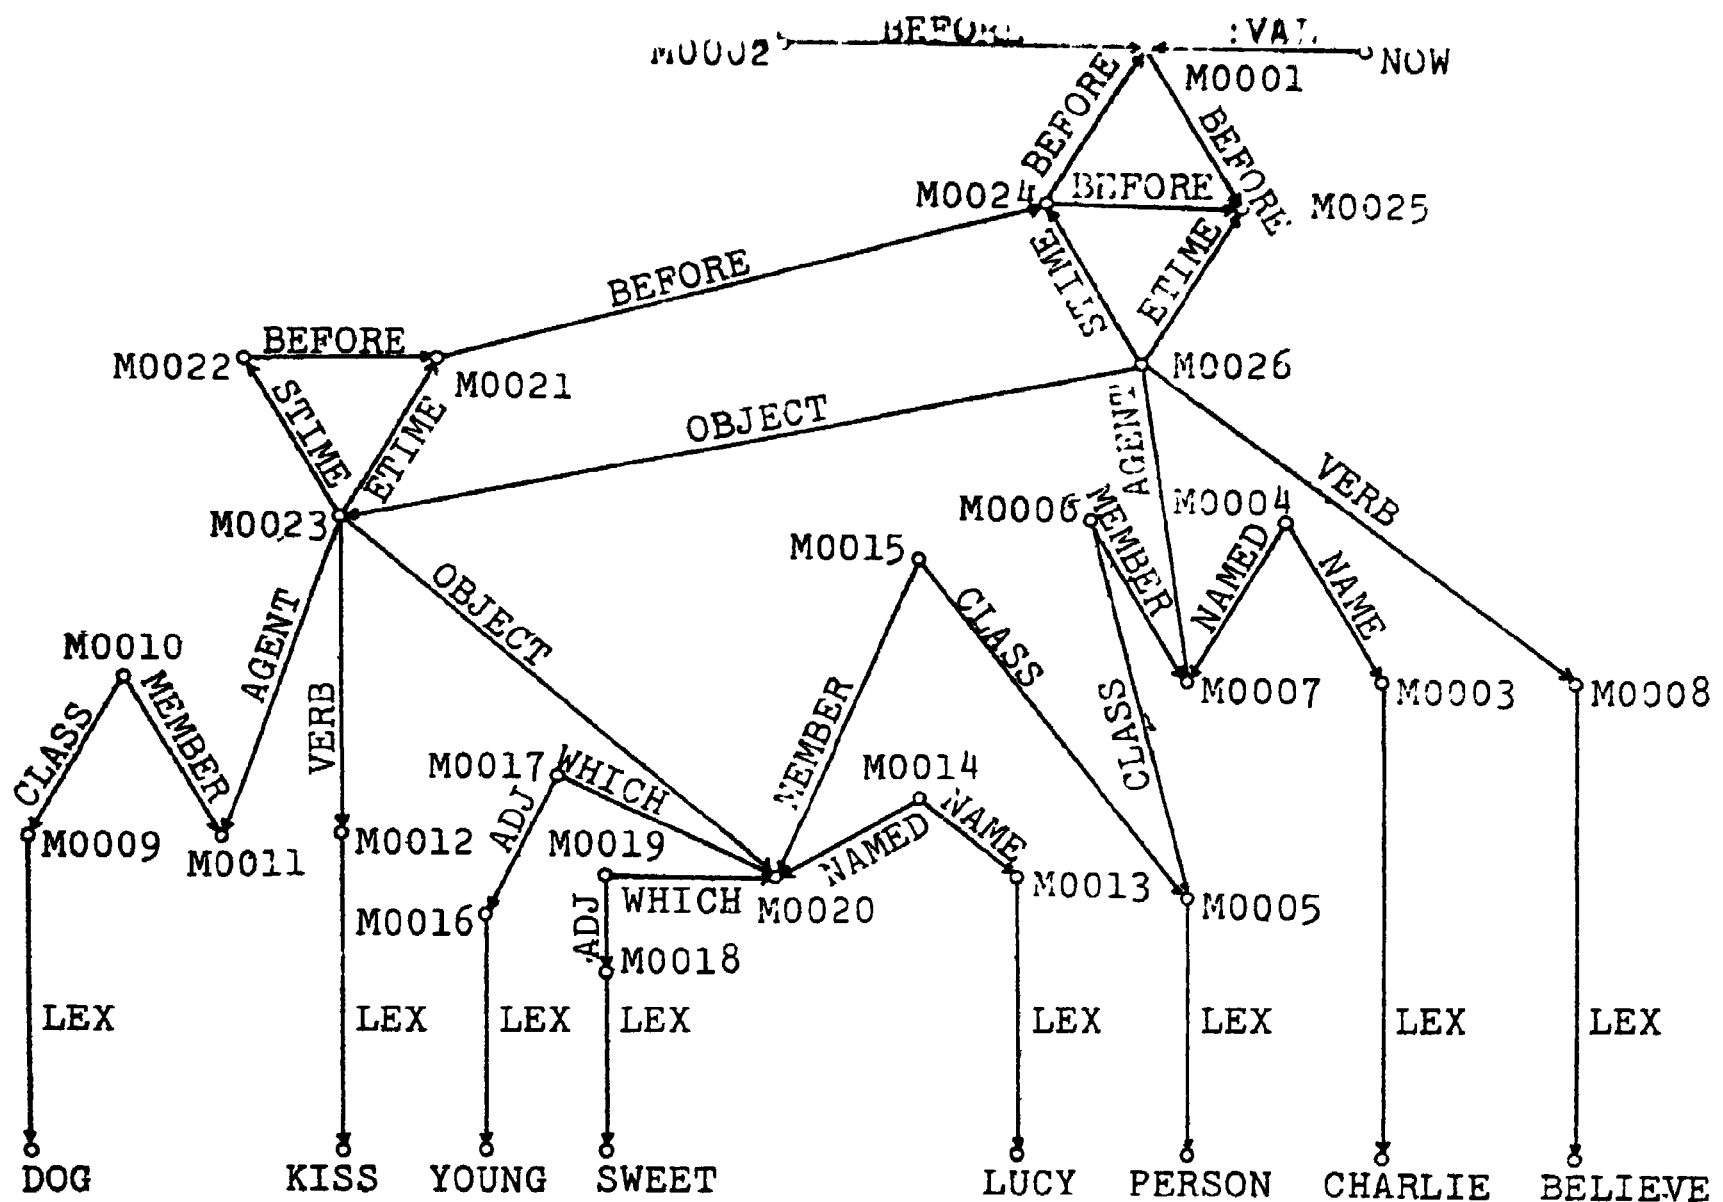 BEFORE :VAL
M0002 NOW
M0001
BEFORE BEFORE
M0024 BEFORE M0025
STIME ETIME
BEFORE
M0022 BEFORE M0021 M0026
STIME ETIME OBJECT AGENT VERB
M0023 M0006 MEMBER M0004
M0015 NAMED NAME
OBJECT CLASS
M0010 AGENT
CLASS MEMBER VERB MEMBER CLASS M0007 M0003 M0008
M0017 WHICH M0014
ADJ NAMED NAME
M0009 M0011 M0012 M0019 M0013
M0016 WHICH M0020 M0005
ADJ M0018
LEX LEX LEX LEX LEX LEX LEX LEX
DOG KISS YOUNG SWEET LUCY PERSON CHARLIE BELIEVE